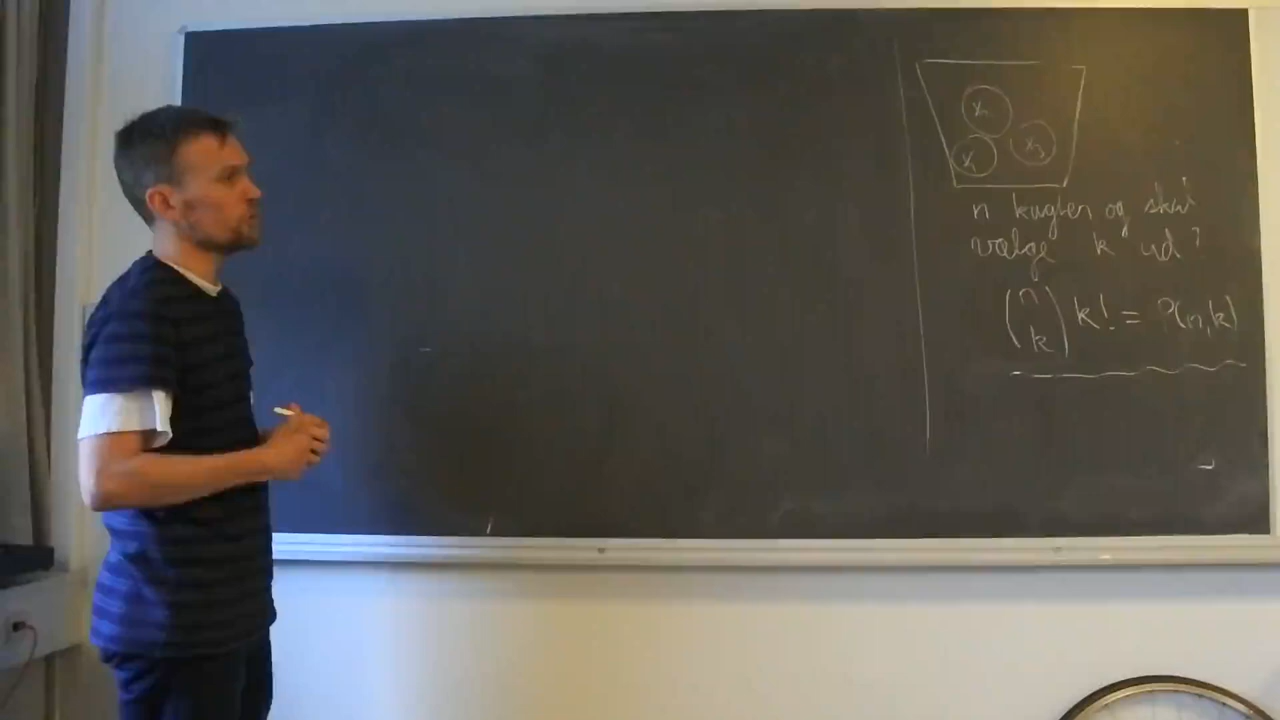 x₂
x₁ x₃
n kugler og skal
vælge k ud?
(n k) k! = P(n,k)